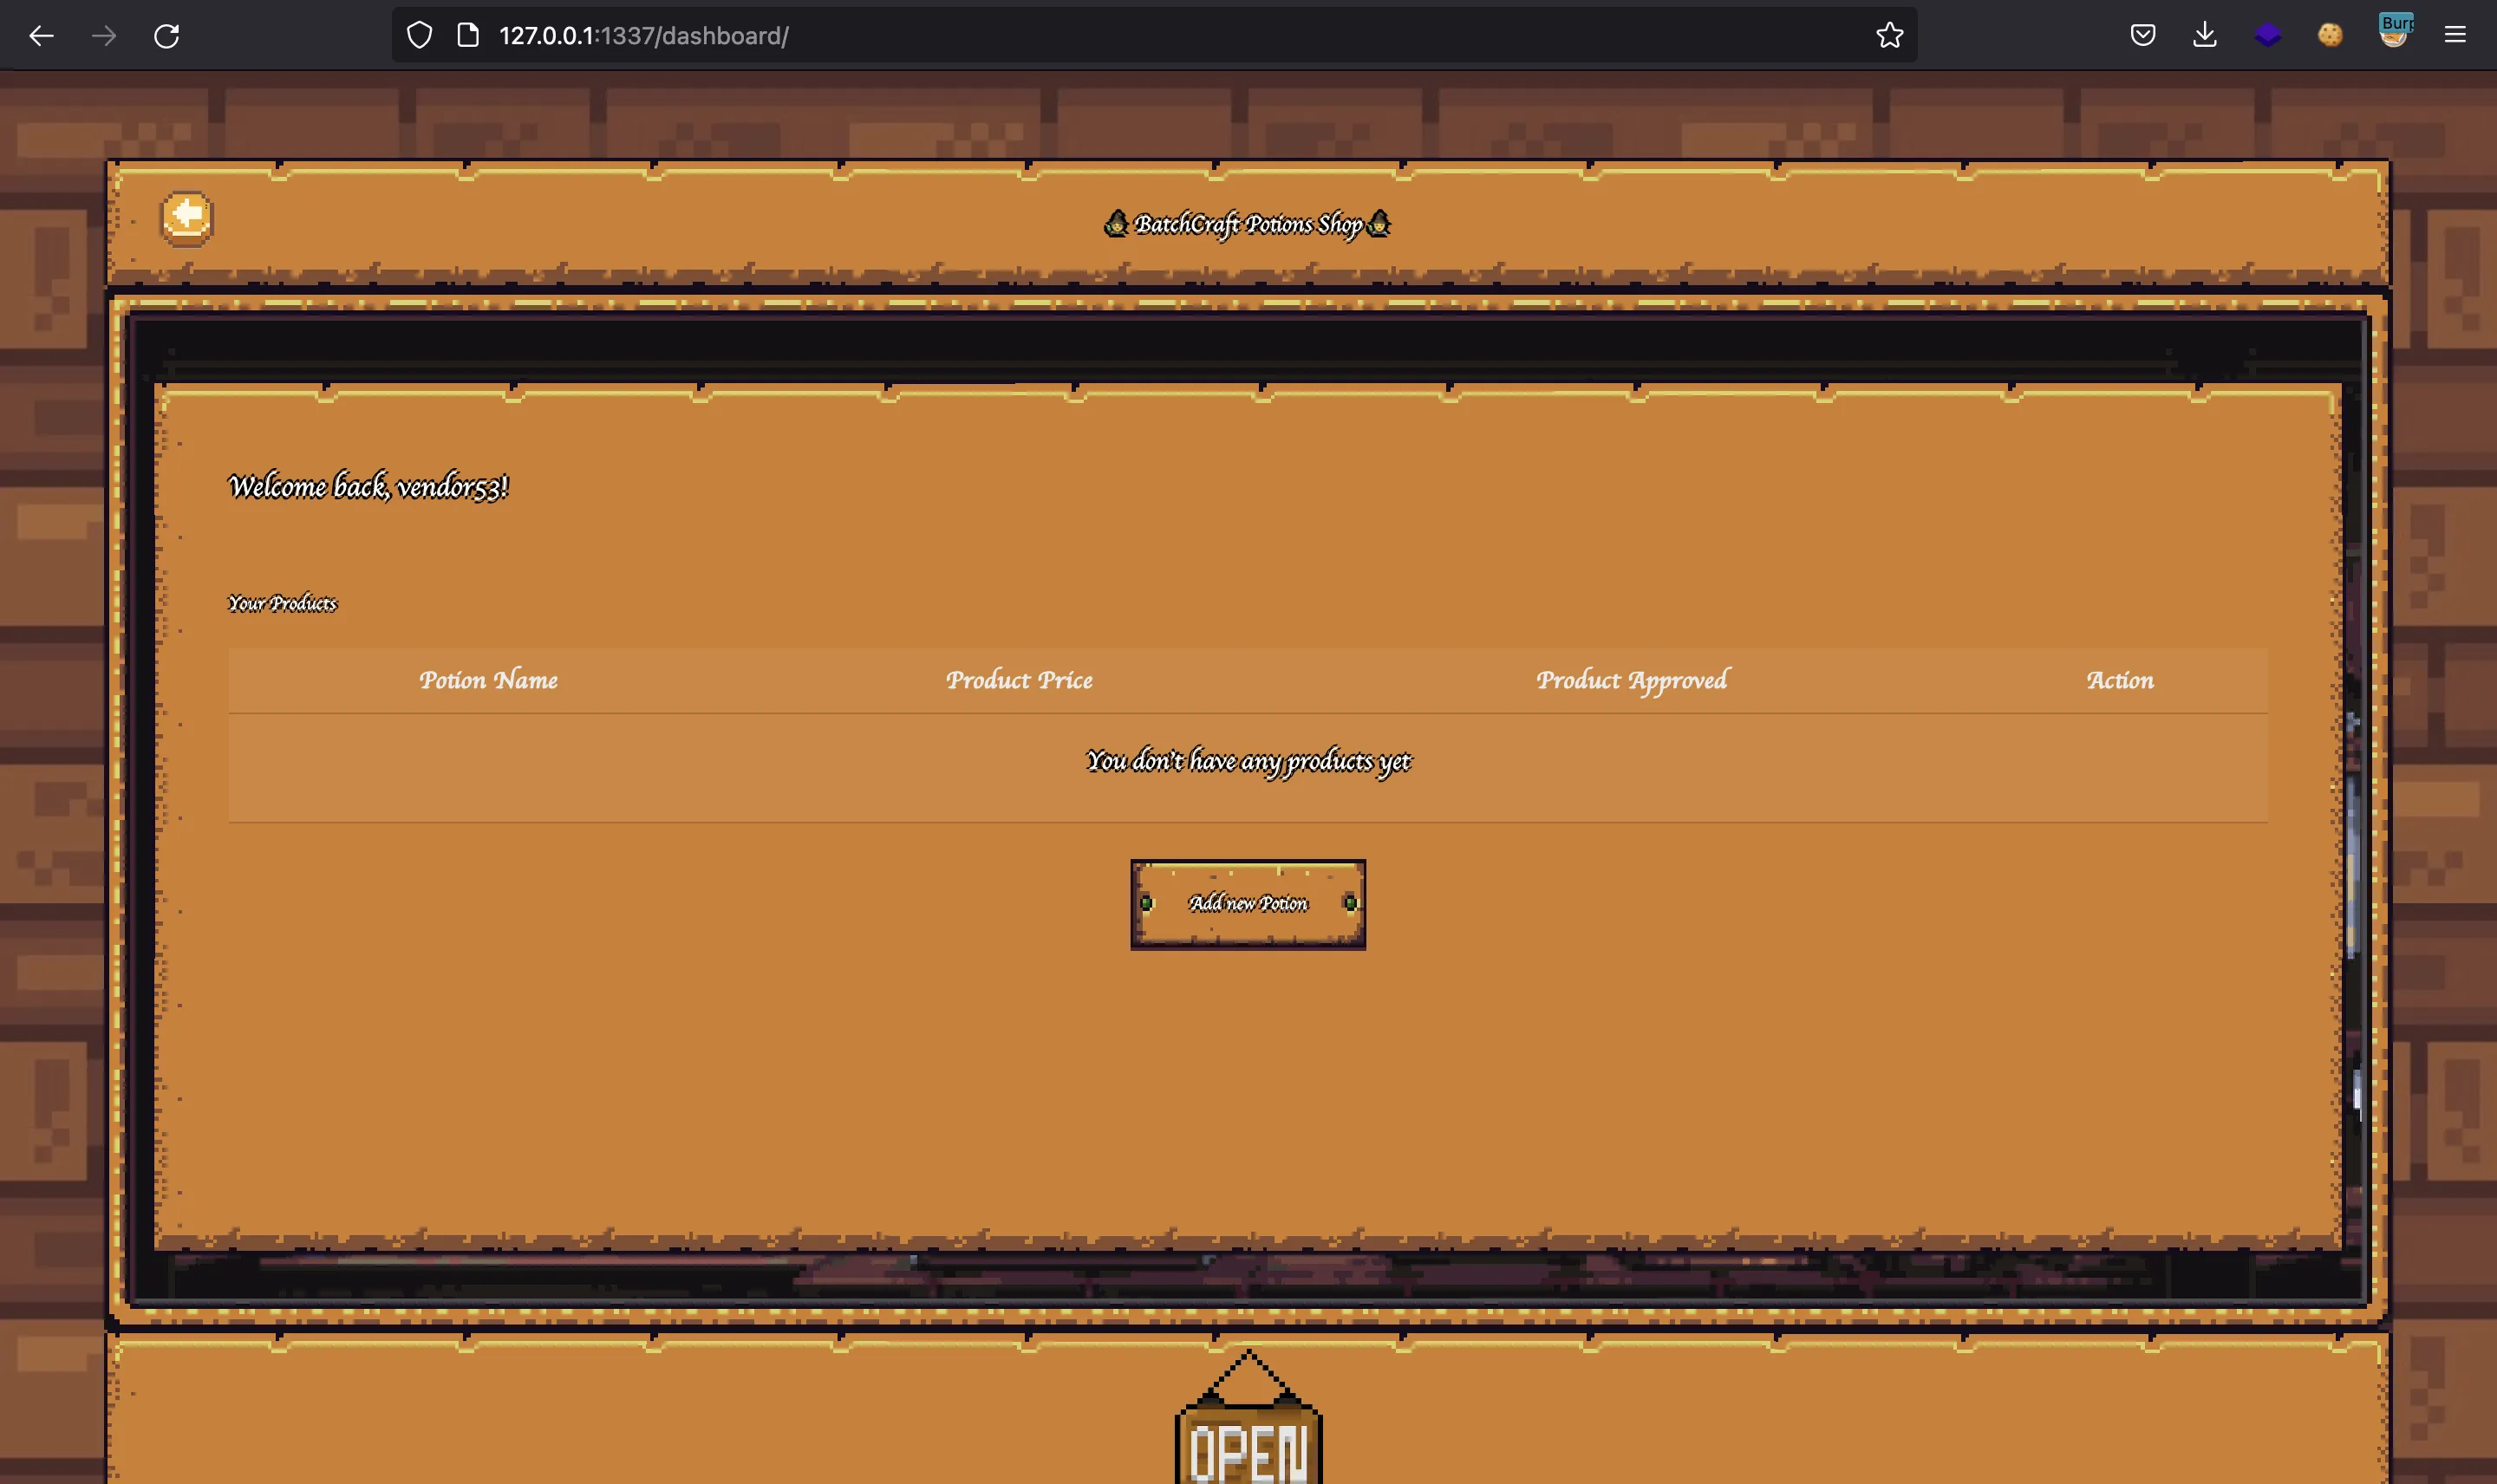 127.0.0.1:1337/dashboard/
Burp
BatchCraft Potions Shop
Welcome back, vendor53!
Your Products
Potion Name Product Price Product Approved Action
You don't have any products yet
Add new Potion
OPEN